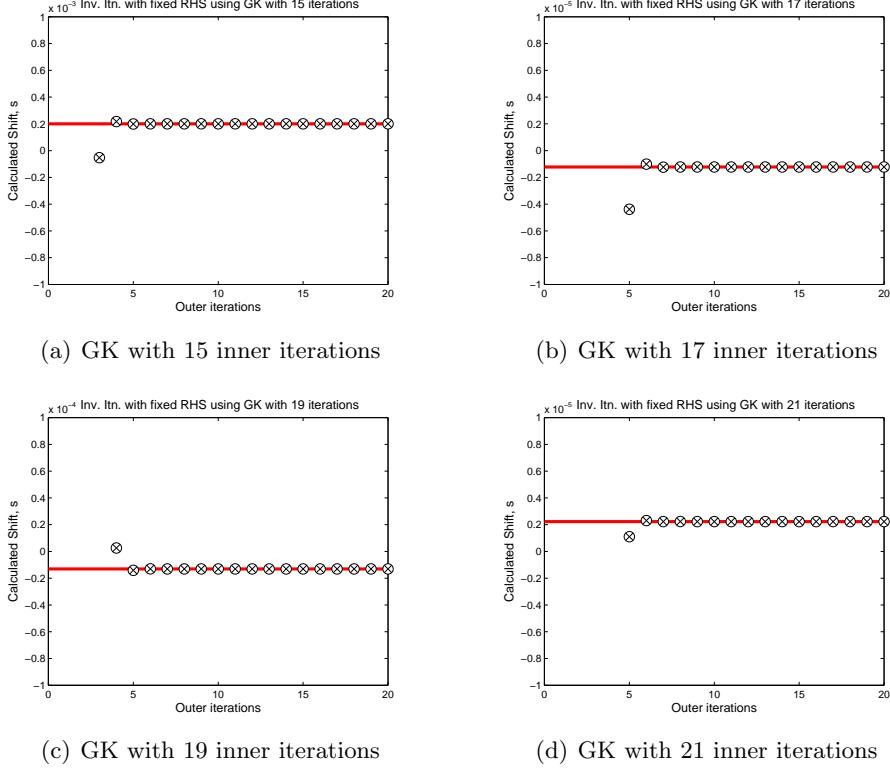 x 10⁻³ Inv. Itn. with fixed RHS using GK with 15 iterations
1
0.8
0.6
0.4
0.2
0
−0.2
−0.4
−0.6
−0.8
−1
Calculated Shift, s
0 5 10 15 20
Outer iterations
(a) GK with 15 inner iterations
x 10⁻⁵ Inv. Itn. with fixed RHS using GK with 17 iterations
1
0.8
0.6
0.4
0.2
0
−0.2
−0.4
−0.6
−0.8
−1
Calculated Shift, s
0 5 10 15 20
Outer iterations
(b) GK with 17 inner iterations
x 10⁻⁴ Inv. Itn. with fixed RHS using GK with 19 iterations
1
0.8
0.6
0.4
0.2
0
−0.2
−0.4
−0.6
−0.8
−1
Calculated Shift, s
0 5 10 15 20
Outer iterations
(c) GK with 19 inner iterations
x 10⁻⁵ Inv. Itn. with fixed RHS using GK with 21 iterations
1
0.8
0.6
0.4
0.2
0
−0.2
−0.4
−0.6
−0.8
−1
Calculated Shift, s
0 5 10 15 20
Outer iterations
(d) GK with 21 inner iterations